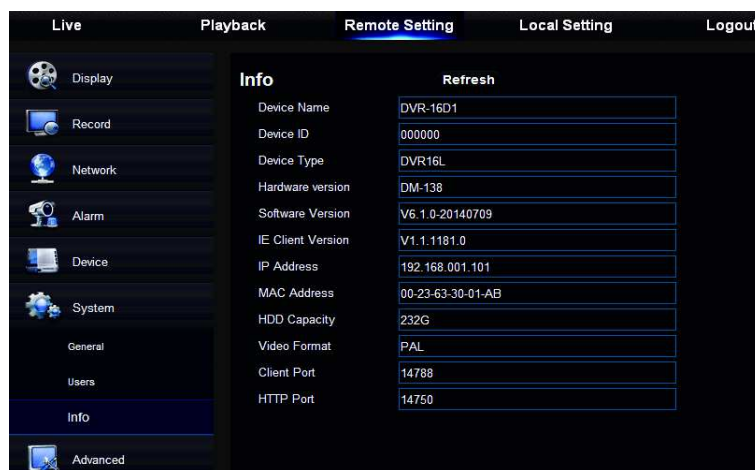 Live Playback Remote Setting Local Setting Logout
Display
Record
Network
Alarm
Device
System
General
Users
Info
Advanced
Info Refresh
Device Name DVR-16D1
Device ID 000000
Device Type DVR16L
Hardware version DM-138
Software Version V6.1.0-20140709
IE Client Version V1.1.1181.0
IP Address 192.168.001.101
MAC Address 00-23-63-30-01-AB
HDD Capacity 232G
Video Format PAL
Client Port 14788
HTTP Port 14750